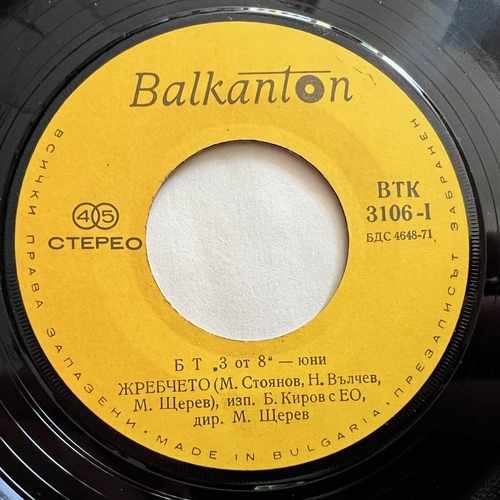 Balkanton
ВТК
3106-I
БДС 4648-71
45
СТЕРЕО
БТ „3 от 8“ — юни
ЖРЕБЧЕТО (М. Стоянов, Н. Вълчев,
М. Щерев), изп. Б. Киров с ЕО,
дир. М. Щерев
ВСИЧКИ ПРАВА ЗАПАЗЕНИ. • MADE IN BULGARIA • ПРЕЗАПИСЪТ ЗАБРАНЕН